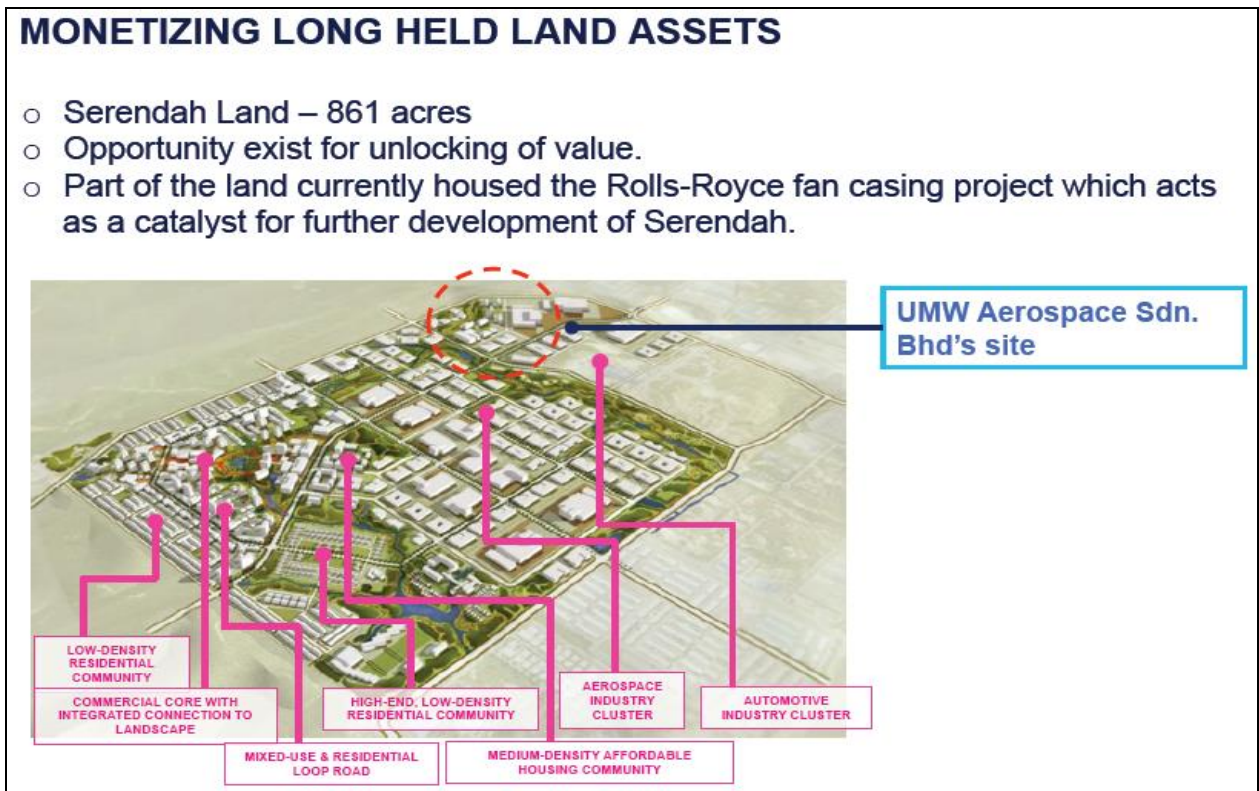 MONETIZING LONG HELD LAND ASSETS
o Serendah Land – 861 acres
o Opportunity exist for unlocking of value.
o Part of the land currently housed the Rolls-Royce fan casing project which acts
as a catalyst for further development of Serendah.
UMW Aerospace Sdn.
Bhd's site
LOW-DENSITY
RESIDENTIAL
COMMUNITY
COMMERCIAL CORE WITH
INTEGRATED CONNECTION TO
LANDSCAPE
MIXED-USE & RESIDENTIAL
LOOP ROAD
HIGH-END, LOW-DENSITY
RESIDENTIAL COMMUNITY
MEDIUM-DENSITY AFFORDABLE
HOUSING COMMUNITY
AEROSPACE
INDUSTRY
CLUSTER
AUTOMOTIVE
INDUSTRY CLUSTER